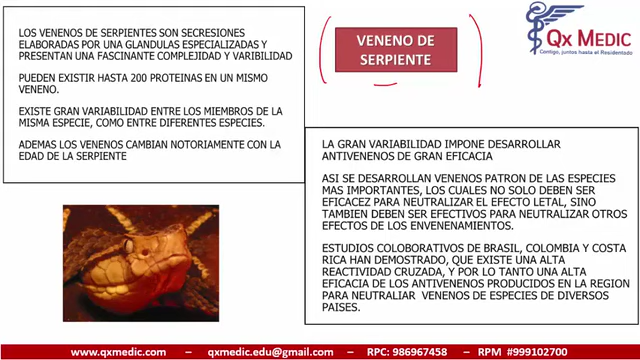 LOS VENENOS DE SERPIENTES SON SECRESIONES
ELABORADAS POR UNA GLANDULAS ESPECIALIZADAS Y
PRESENTAN UNA FASCINANTE COMPLEJIDAD Y VARIBILIDAD
PUEDEN EXISTIR HASTA 200 PROTEINAS EN UN MISMO
VENENO.
EXISTE GRAN VARIABILIDAD ENTRE LOS MIEMBROS DE LA
MISMA ESPECIE, COMO ENTRE DIFERENTES ESPECIES.
ADEMAS LOS VENENOS CAMBIAN NOTORIAMENTE CON LA
EDAD DE LA SERPIENTE
VENENO DE
SERPIENTE
QX MEDIC
Contigo, juntos hasta el Residentado
LA GRAN VARIABILIDAD IMPONE DESARROLLAR
ANTIVENENOS DE GRAN EFICACIA
ASI SE DESARROLLAN VENENOS PATRON DE LAS ESPECIES
MAS IMPORTANTES, LOS CUALES NO SOLO DEBEN SER
EFICACEZ PARA NEUTRALIZAR EL EFECTO LETAL, SINO
TAMBIEN DEBEN SER EFECTIVOS PARA NEUTRALIZAR OTROS
EFECTOS DE LOS ENVENENAMIENTOS.
ESTUDIOS COLOBORATIVOS DE BRASIL, COLOMBIA Y COSTA
RICA HAN DEMOSTRADO, QUE EXISTE UNA ALTA
REACTIVIDAD CRUZADA, Y POR LO TANTO UNA ALTA
EFICACIA DE LOS ANTIVENENOS PRODUCIDOS EN LA REGION
PARA NEUTRALIAR VENENOS DE ESPECIES DE DIVERSOS
PAISES.
www.qxmedic.com – qxmedic.edu@gmail.com – RPC: 986967458 – RPM #999102700